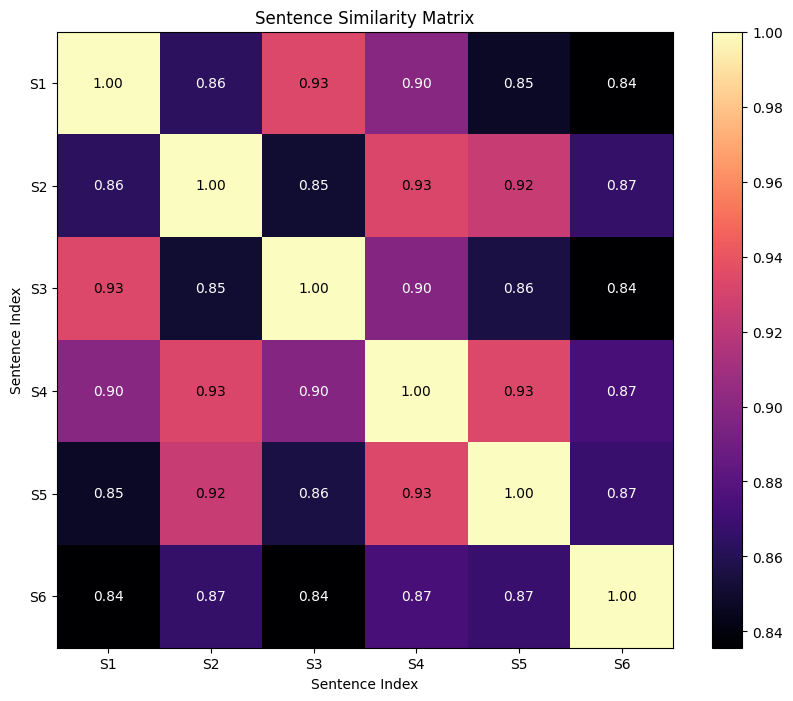 Sentence Similarity Matrix
S1 1.00 0.86 0.93 0.90 0.85 0.84
S2 0.86 1.00 0.85 0.93 0.92 0.87
S3 0.93 0.85 1.00 0.90 0.86 0.84
S4 0.90 0.93 0.90 1.00 0.93 0.87
S5 0.85 0.92 0.86 0.93 1.00 0.87
S6 0.84 0.87 0.84 0.87 0.87 1.00
S1 S2 S3 S4 S5 S6
Sentence Index
Sentence Index
1.00
0.98
0.96
0.94
0.92
0.90
0.88
0.86
0.84